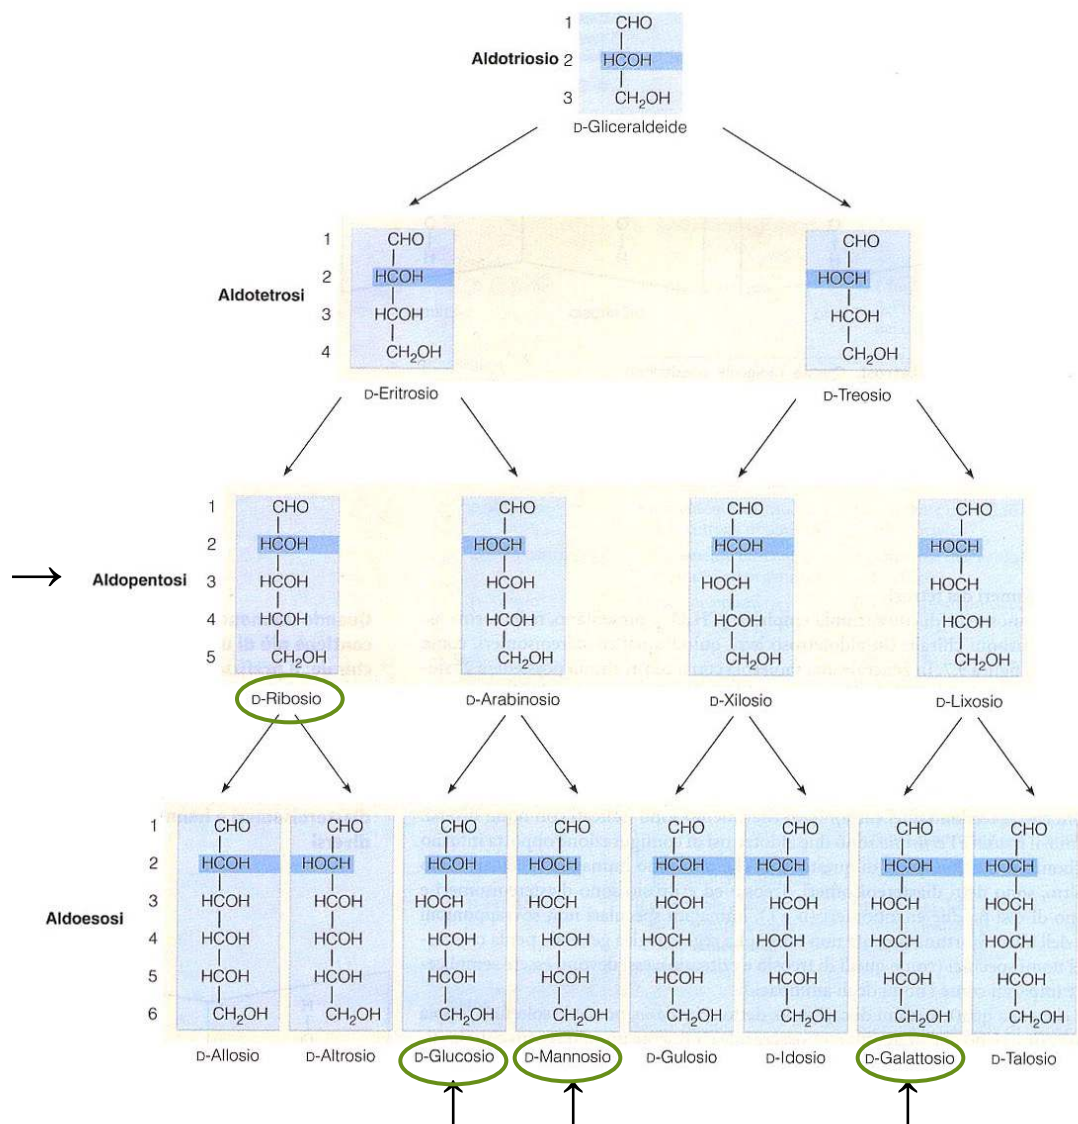 1 CHO
Aldotriosio 2 HCOH
3 CH₂OH
D-Gliceraldeide
1 CHO CHO
2 HCOH HOCH
Aldotetrosi
3 HCOH HCOH
4 CH₂OH CH₂OH
D-Eritrosio D-Treosio
1 CHO CHO CHO CHO
2 HCOH HOCH HCOH HOCH
→ Aldopentosi 3 HCOH HCOH HOCH HOCH
4 HCOH HCOH HCOH HCOH
5 CH₂OH CH₂OH CH₂OH CH₂OH
D-Ribosio D-Arabinosio D-Xilosio D-Lixosio
1 CHO CHO CHO CHO CHO CHO CHO CHO
2 HCOH HOCH HCOH HOCH HCOH HOCH HCOH HOCH
3 HCOH HCOH HOCH HOCH HCOH HCOH HOCH HOCH
Aldoesosi
4 HCOH HCOH HCOH HCOH HOCH HOCH HOCH HOCH
5 HCOH HCOH HCOH HCOH HCOH HCOH HCOH HCOH
6 CH₂OH CH₂OH CH₂OH CH₂OH CH₂OH CH₂OH CH₂OH CH₂OH
D-Allosio D-Altrosio D-Glucosio D-Mannosio D-Gulosio D-Idosio D-Galattosio D-Talosio